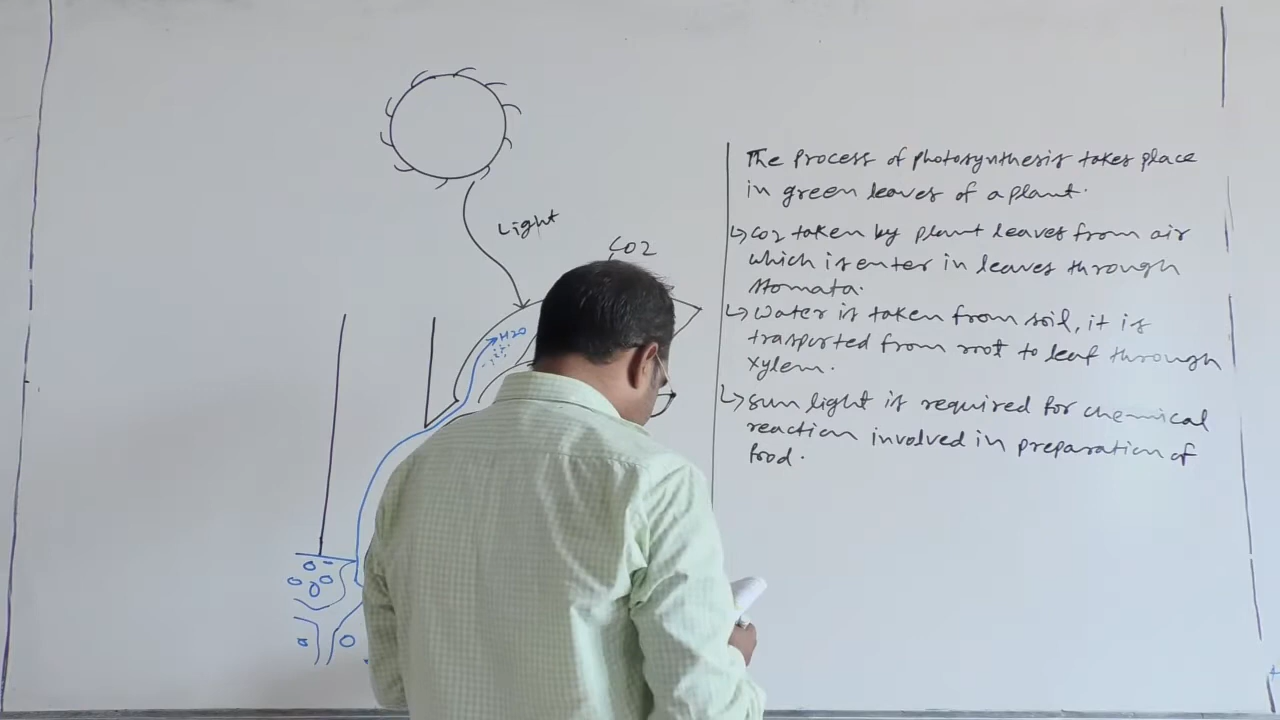 Light
CO2
H2O
The process of photosynthesis takes place
in green leaves of a plant.
↳ CO2 taken by plant leaves from air
which is enter in leaves through
stomata.
↳ Water is taken from soil, it is
trasported from root to leaf through
xylem.
↳ sun light is required for chemical
reaction involved in preparation of
food.